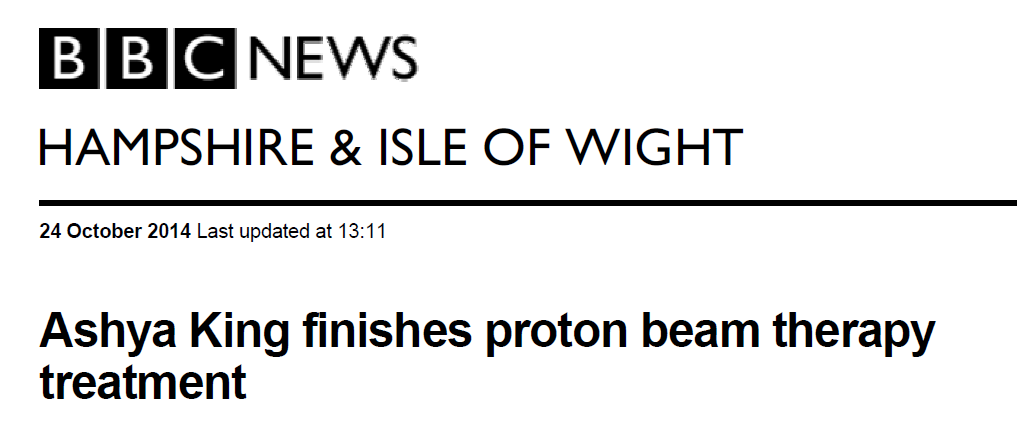 BBC NEWS
HAMPSHIRE & ISLE OF WIGHT
24 October 2014 Last updated at 13:11
Ashya King finishes proton beam therapy
treatment